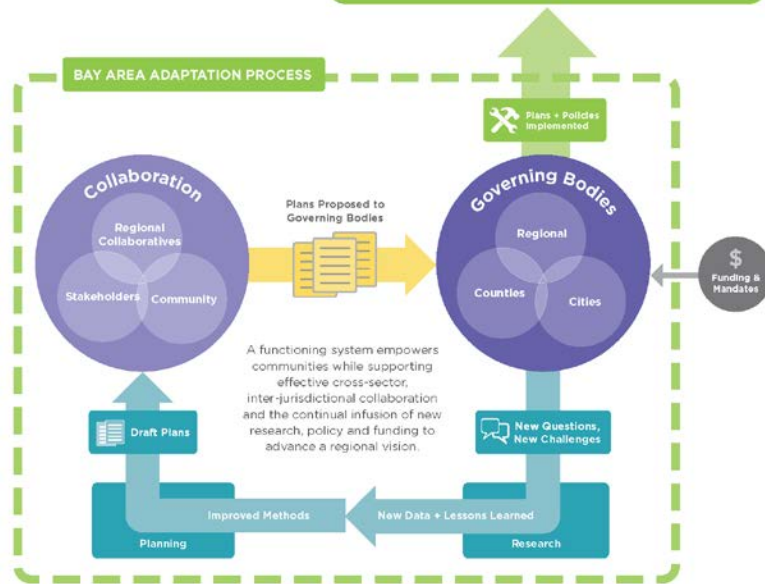 BAY AREA ADAPTATION PROCESS
Plans + Policies
Implemented
Collaboration
Regional
Collaboratives
Stakeholders
Community
Plans Proposed to
Governing Bodies
Governing Bodies
Regional
Counties
Cities
$
Funding &
Mandates
A functioning system empowers
communities while supporting
effective cross-sector,
inter-jurisdictional collaboration
and the continual infusion of new
research, policy and funding to
advance a regional vision.
Draft Plans
New Questions,
New Challenges
Improved Methods
New Data + Lessons Learned
Planning
Research